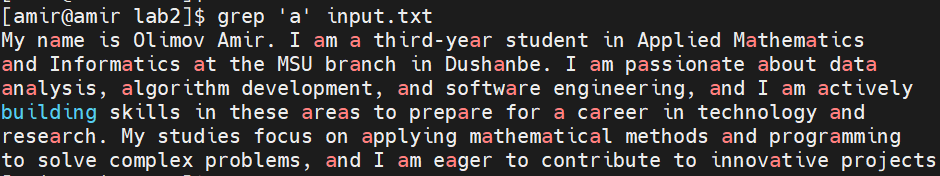 [amir@amir lab2]$ grep 'a' input.txt
My name is Olimov Amir. I am a third-year student in Applied Mathematics
and Informatics at the MSU branch in Dushanbe. I am passionate about data
analysis, algorithm development, and software engineering, and I am actively
building skills in these areas to prepare for a career in technology and
research. My studies focus on applying mathematical methods and programming
to solve complex problems, and I am eager to contribute to innovative projects